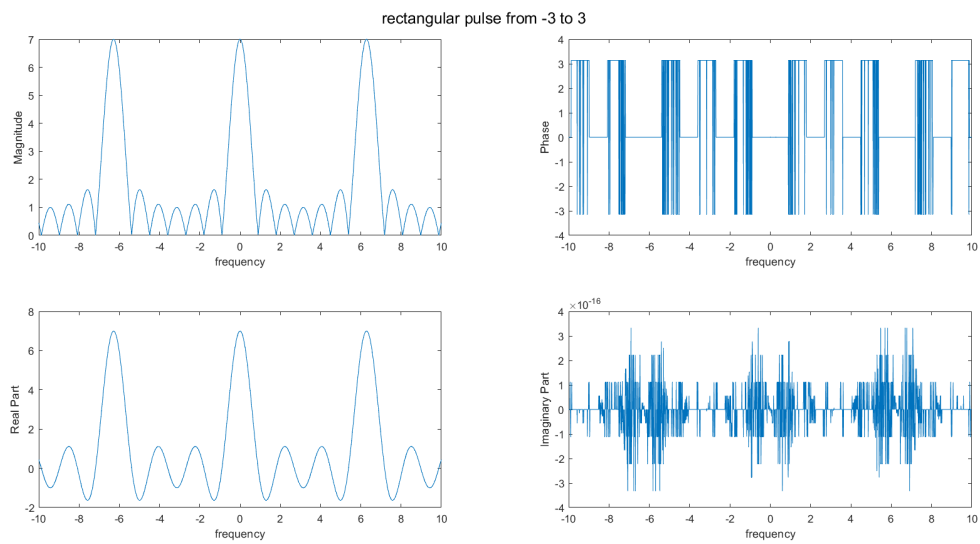 rectangular pulse from -3 to 3
7
6
5
4
3
2
1
0
Magnitude
-10 -8 -6 -4 -2 0 2 4 6 8 10
frequency
4
3
2
1
0
-1
-2
-3
-4
Phase
-10 -8 -6 -4 -2 0 2 4 6 8 10
frequency
8
6
4
2
0
-2
Real Part
-10 -8 -6 -4 -2 0 2 4 6 8 10
frequency
×10⁻¹⁶
4
3
2
1
0
-1
-2
-3
-4
Imaginary Part
-10 -8 -6 -4 -2 0 2 4 6 8 10
frequency